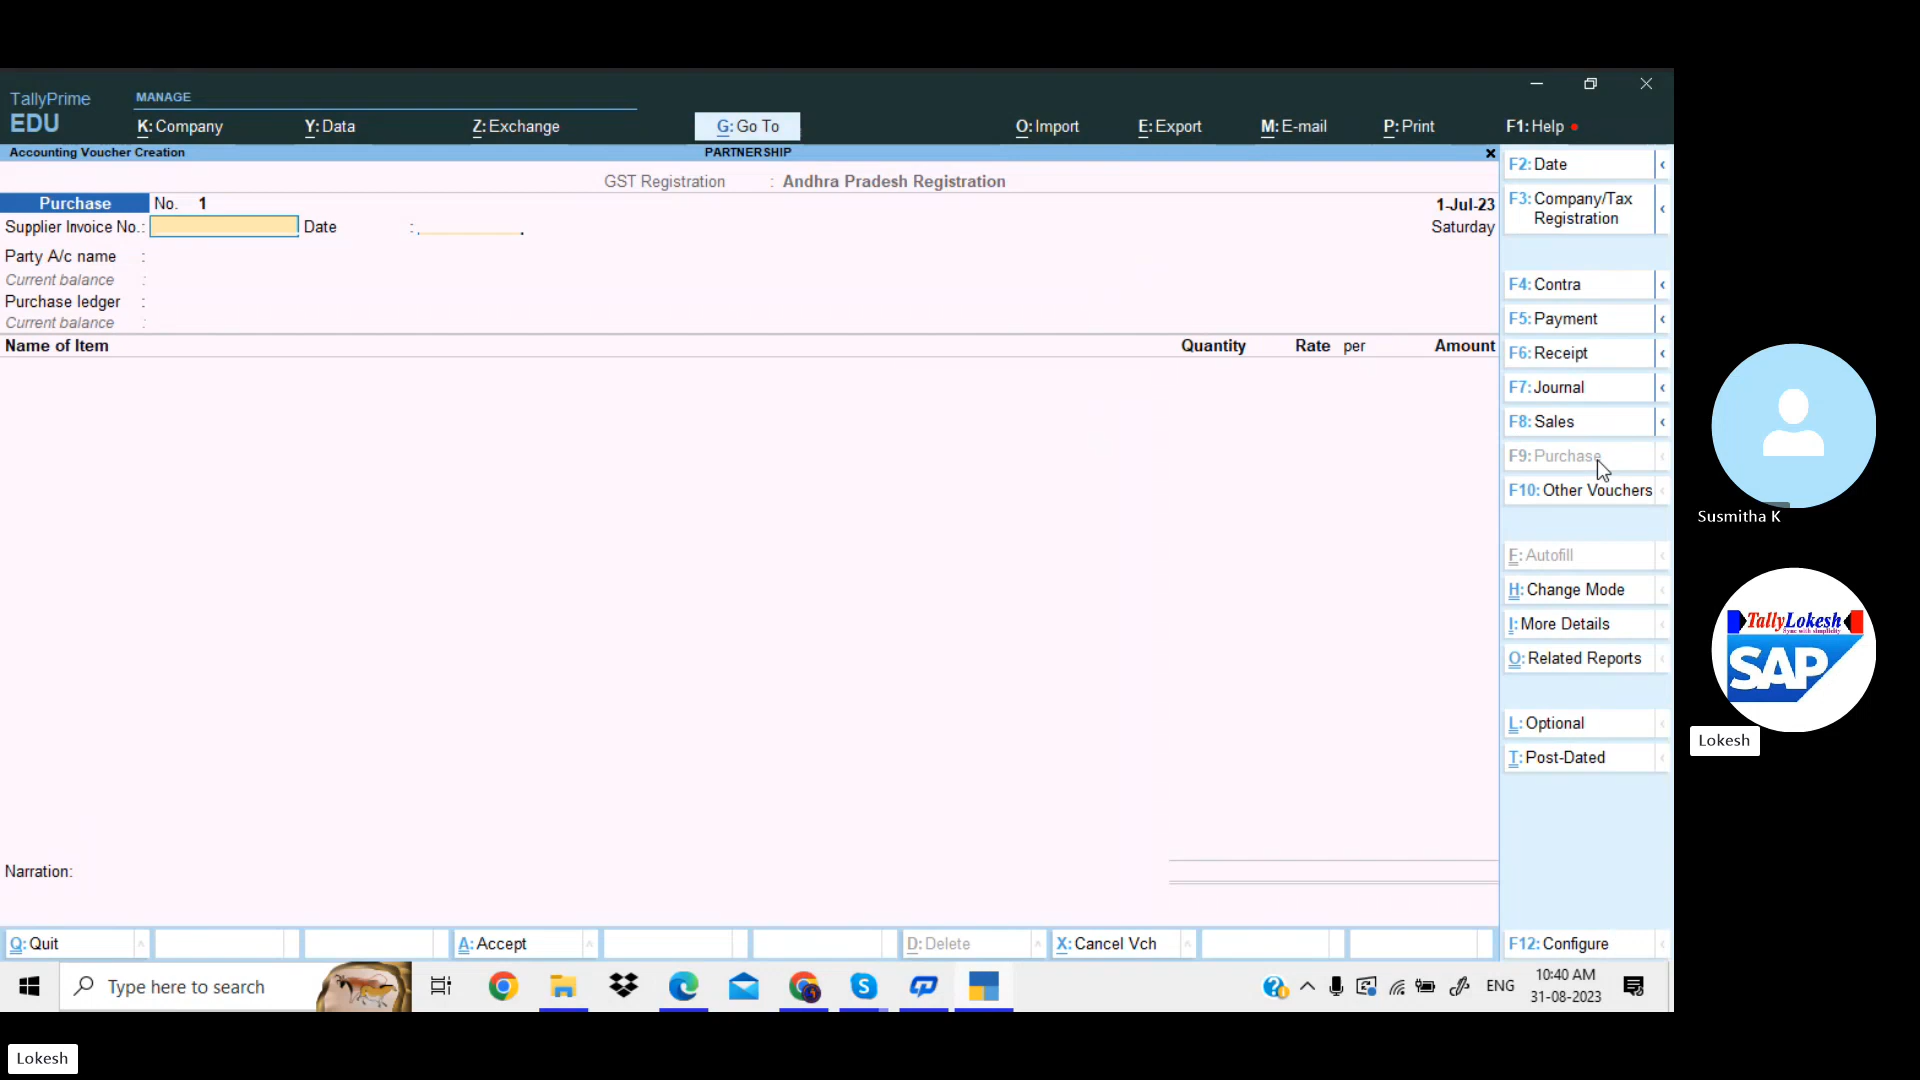 TallyPrime
EDU
MANAGE
K: Company
Y: Data
Z: Exchange
G: Go To
O: Import
E: Export
M: E-mail
P: Print
F1: Help
Accounting Voucher Creation
PARTNERSHIP
GST Registration : Andhra Pradesh Registration
Purchase No. 1
1-Jul-23
Supplier Invoice No.: Date :
Saturday
Party A/c name :
Current balance :
Purchase ledger :
Current balance :
Name of Item Quantity Rate per Amount
Narration:
F2: Date
F3: Company/Tax
Registration
F4: Contra
F5: Payment
F6: Receipt
F7: Journal
F8: Sales
F9: Purchase
F10: Other Vouchers
F: Autofill
H: Change Mode
I: More Details
O: Related Reports
L: Optional
T: Post-Dated
F12: Configure
Q: Quit
A: Accept
D: Delete
X: Cancel Vch
Type here to search
ENG
10:40 AM
31-08-2023
Susmitha K
TallyLokesh
Sync with simplicity
SAP
Lokesh
Lokesh